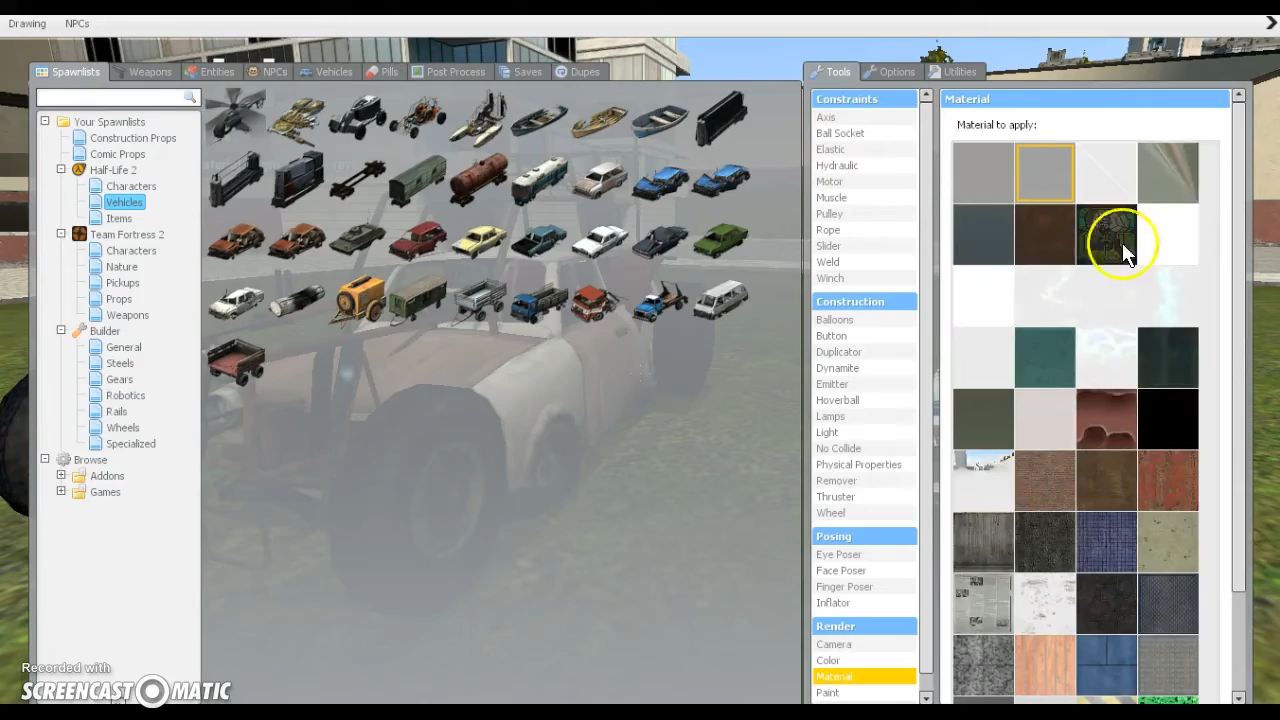 Drawing NPCs
Spawnlists Weapons Entities NPCs Vehicles Pills Post Process Saves Dupes
Tools Options Utilities
Your Spawnlists
Construction Props
Comic Props
Half-Life 2
Characters
Vehicles
Items
Team Fortress 2
Characters
Nature
Pickups
Props
Weapons
Builder
General
Steels
Gears
Robotics
Rails
Wheels
Specialized
Browse
Addons
Games
Constraints
Axis
Ball Socket
Elastic
Hydraulic
Motor
Muscle
Pulley
Rope
Slider
Weld
Winch
Construction
Balloons
Button
Duplicator
Dynamite
Emitter
Hoverball
Lamps
Light
No Collide
Physical Properties
Remover
Thruster
Wheel
Posing
Eye Poser
Face Poser
Finger Poser
Inflator
Render
Camera
Color
Material
Paint
Material
Material to apply:
Recorded with
SCREENCAST MATIC